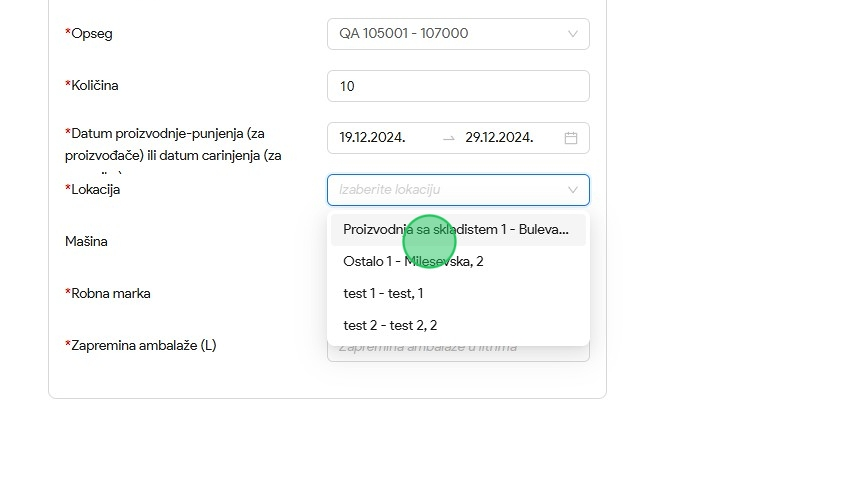 *Opseg
QA 105001 - 107000
*Količina
10
*Datum proizvodnje-punjenja (za
proizvođače) ili datum carinjenja (za
19.12.2024.
29.12.2024.
*Lokacija
Izaberite lokaciju
Proizvodnja sa skladistem 1 - Buleva...
Mašina
Ostalo 1 - Milesevska, 2
*Robna marka
test 1 - test, 1
test 2 - test 2, 2
*Zapremina ambalaže (L)
Zapremina ambalaže u litrima